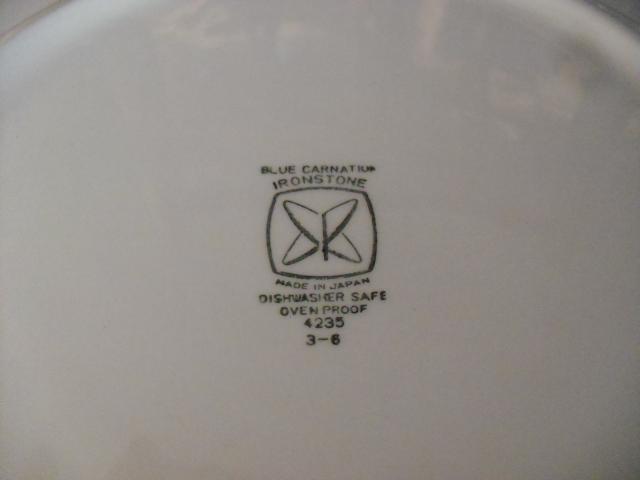 BLUE CARNATION
IRONSTONE
MADE IN JAPAN
DISHWASHER SAFE
OVEN PROOF
4235
3-6